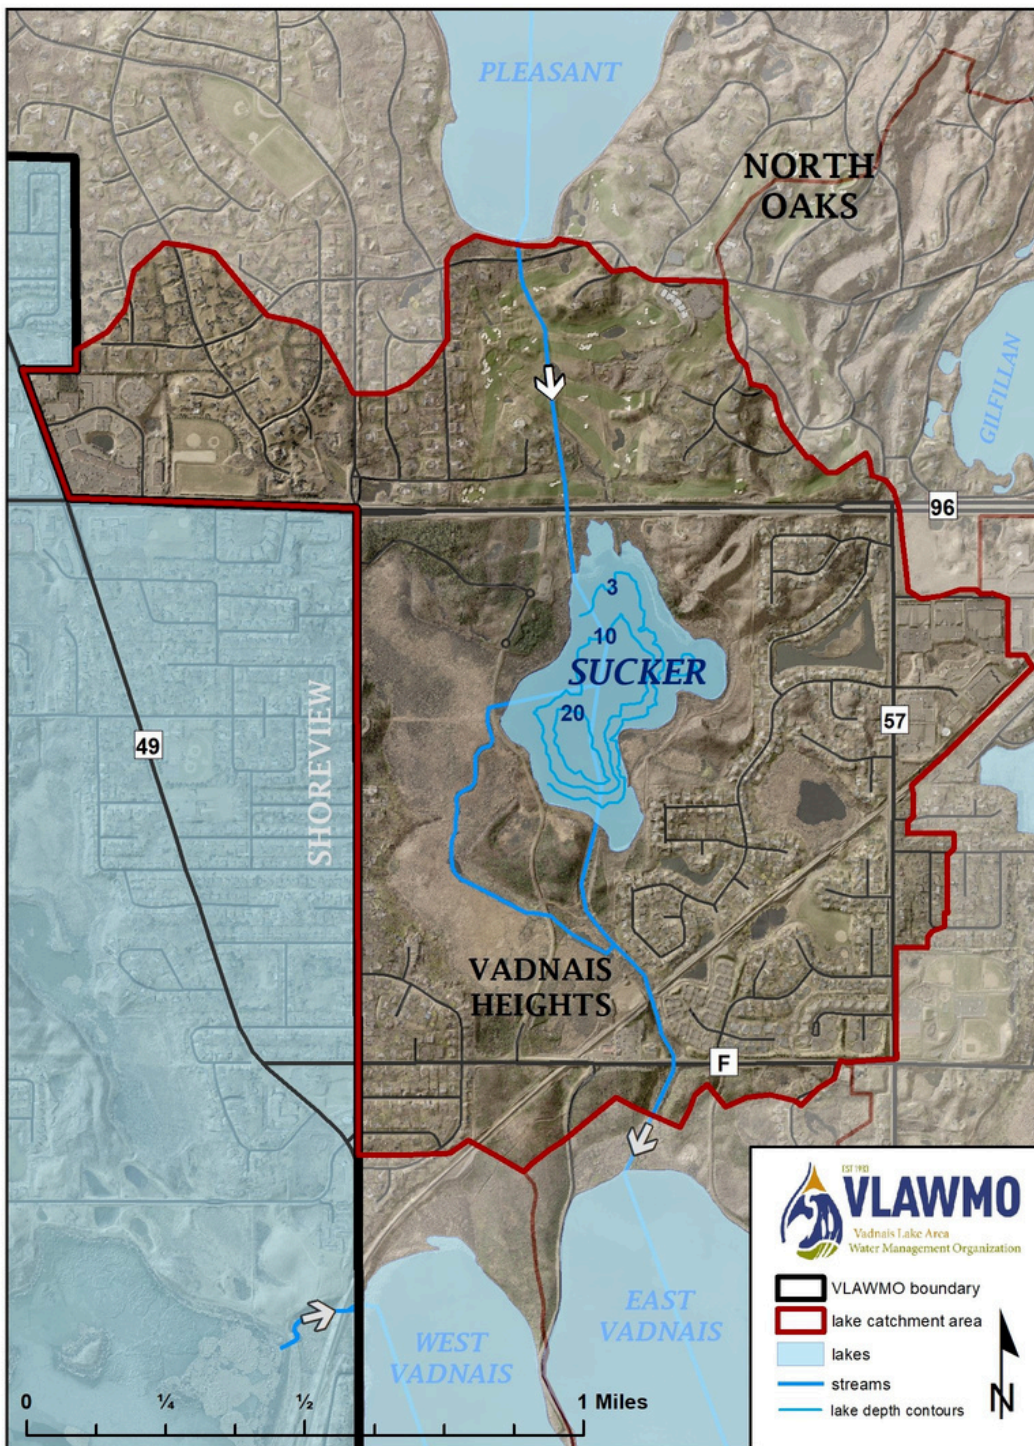 PLEASANT
NORTH
OAKS
GILFILLAN
96
3
10
SUCKER
20
57
49
SHOREVIEW
VADNAIS
HEIGHTS
F
EAST
VADNAIS
WEST
VADNAIS
0 ¼ ½ 1 Miles
EST 1983
VLAWMO
Vadnais Lake Area
Water Management Organization
VLAWMO boundary
lake catchment area
lakes
streams
lake depth contours
N